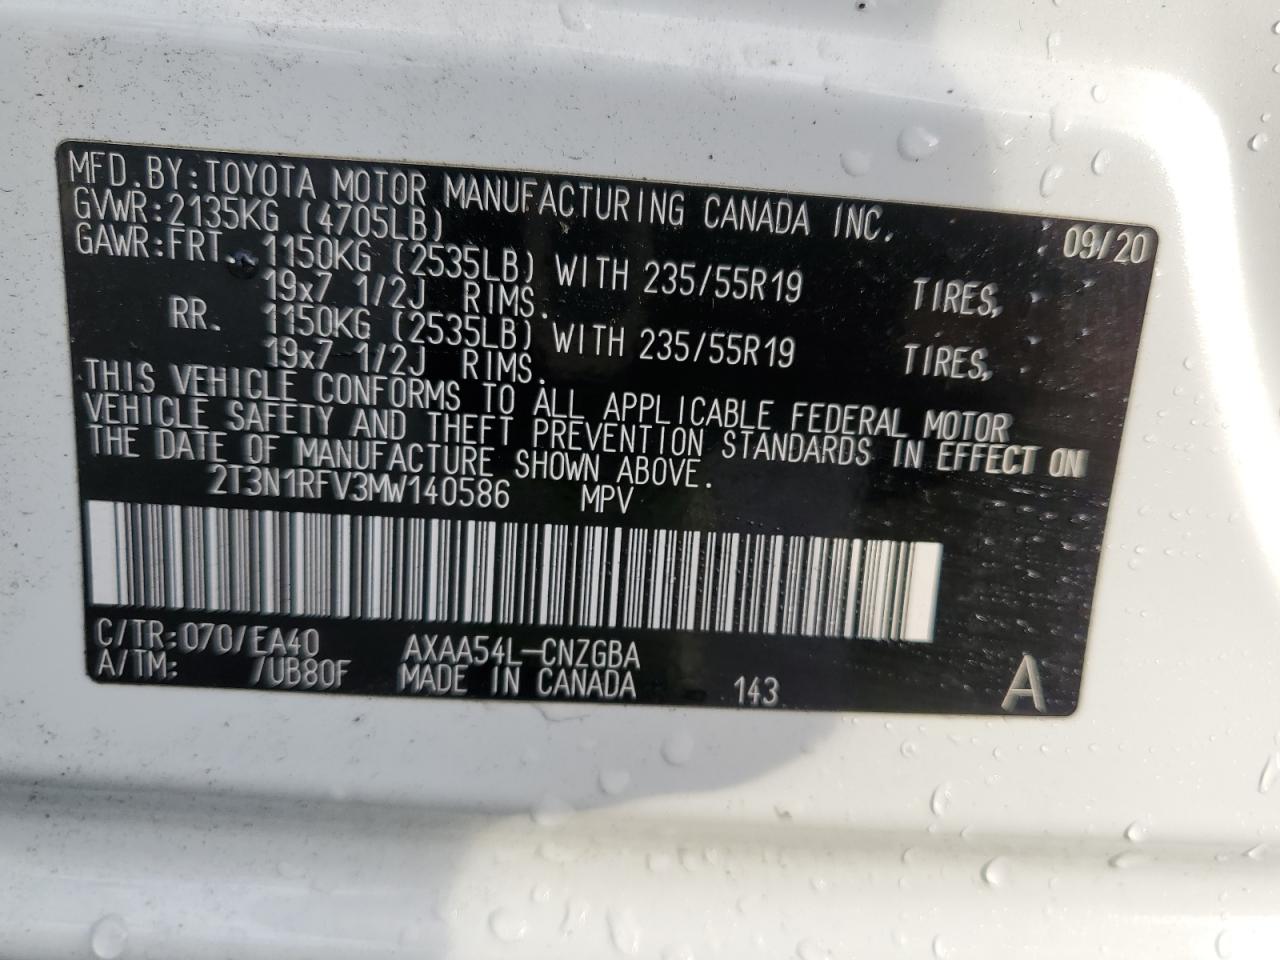 MFD.BY:TOYOTA MOTOR MANUFACTURING CANADA INC. 09/20
GVWR:2135KG (4705LB)
GAWR:FRT. 1150KG (2535LB) WITH 235/55R19 TIRES,
19x7 1/2J RIMS.
RR. 1150KG (2535LB) WITH 235/55R19 TIRES,
19x7 1/2J RIMS.
THIS VEHICLE CONFORMS TO ALL APPLICABLE FEDERAL MOTOR
VEHICLE SAFETY AND THEFT PREVENTION STANDARDS IN EFFECT ON
THE DATE OF MANUFACTURE SHOWN ABOVE.
2T3N1RFV3MW140586 MPV
C/TR:070/EA40 AXAA54L-CNZGBA
A/TM: /UB80F MADE IN CANADA 143 A